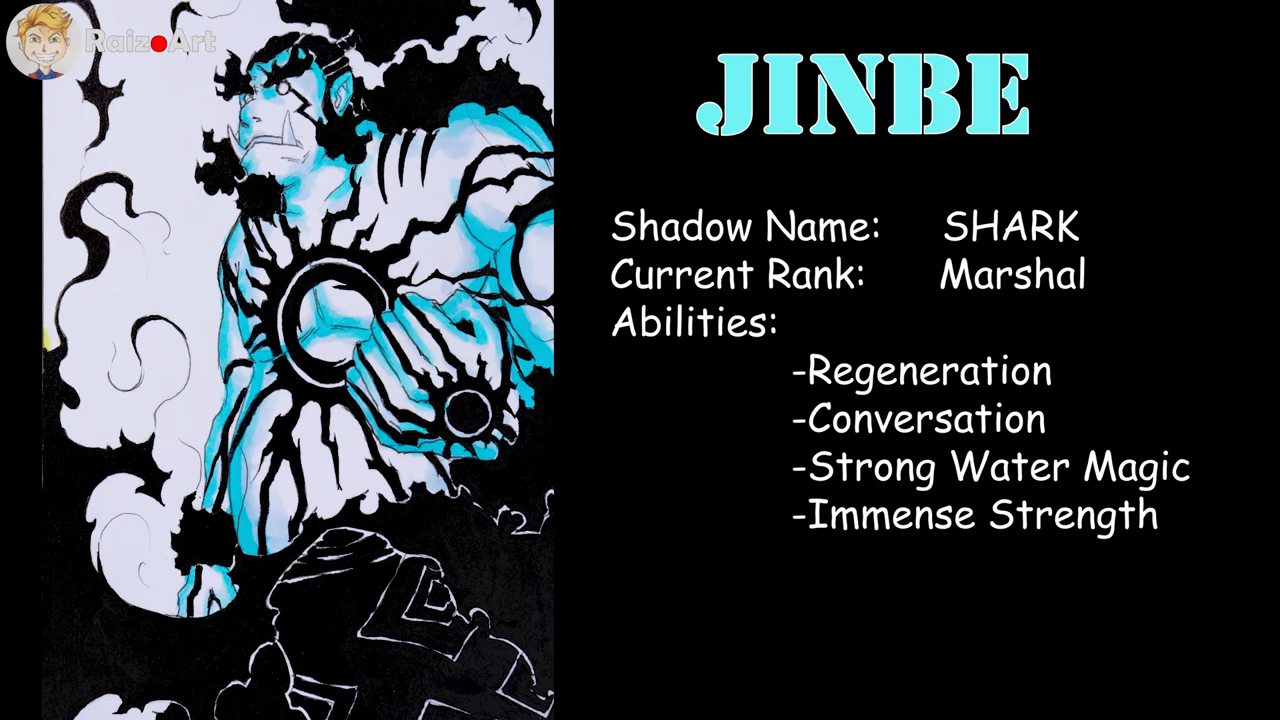 RaizoArt
JINBE
Shadow Name: SHARK
Current Rank: Marshal
Abilities:
-Regeneration
-Conversation
-Strong Water Magic
-Immense Strength